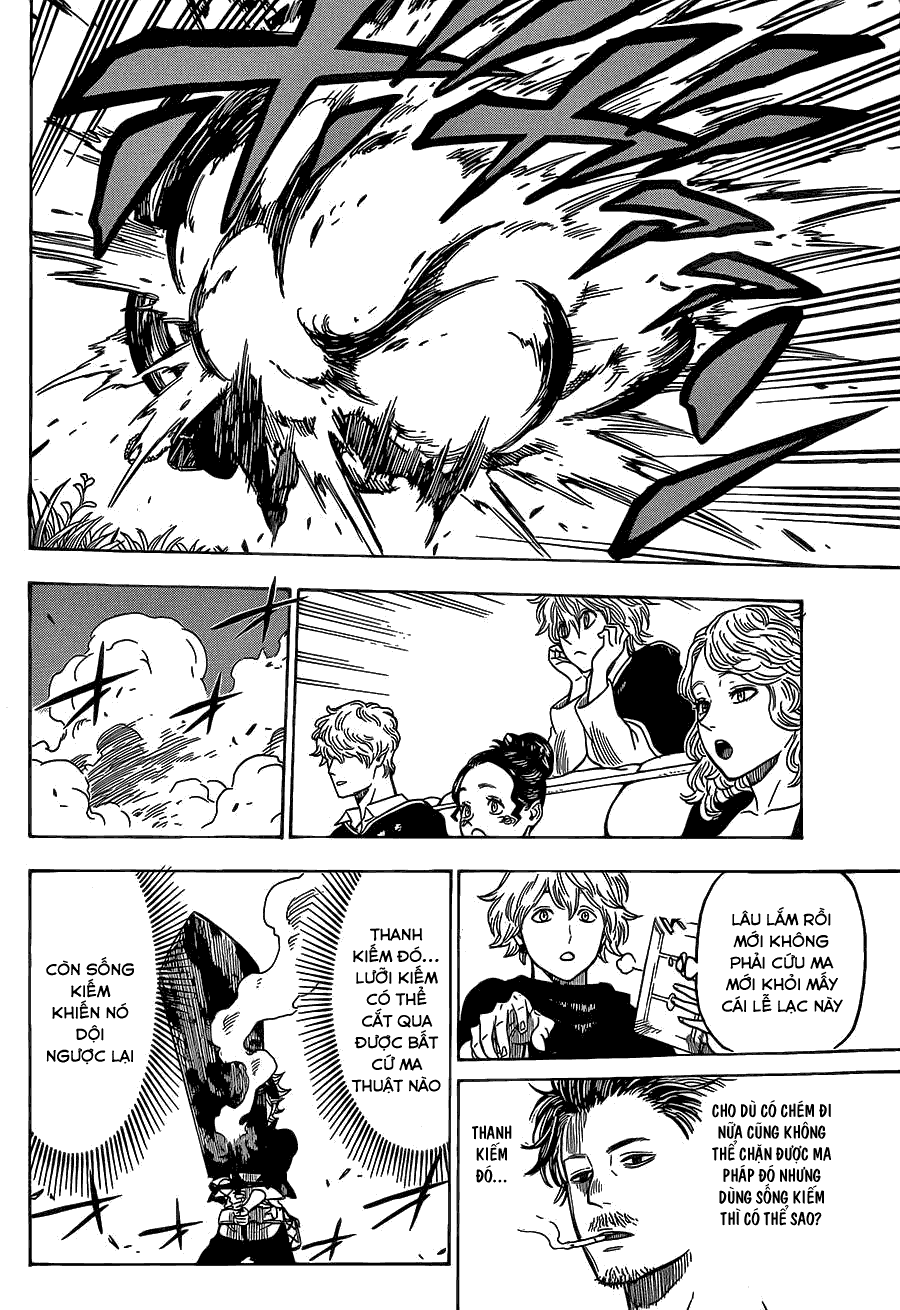 LÂU LẮM RỒI
MỚI KHÔNG
PHẢI CỨU MA
MỚI KHỎI MẤY
CÁI LỄ LẠC NÀY
CHO DÙ CÓ CHÉM ĐI
NỮA CŨNG KHÔNG
THỂ CHẶN ĐƯỢC MA
PHÁP ĐÓ NHƯNG
DÙNG SỐNG KIẾM
THÌ CÓ THỂ SAO?
THANH
KIẾM
ĐÓ...
THANH
KIẾM ĐÓ...
LƯỠI KIẾM
CÓ THỂ
CẮT QUA
ĐƯỢC BẤT
CỨ MA
THUẬT NÀO
CÒN SỐNG
KIẾM
KHIẾN NÓ
DỘI
NGƯỢC LẠI